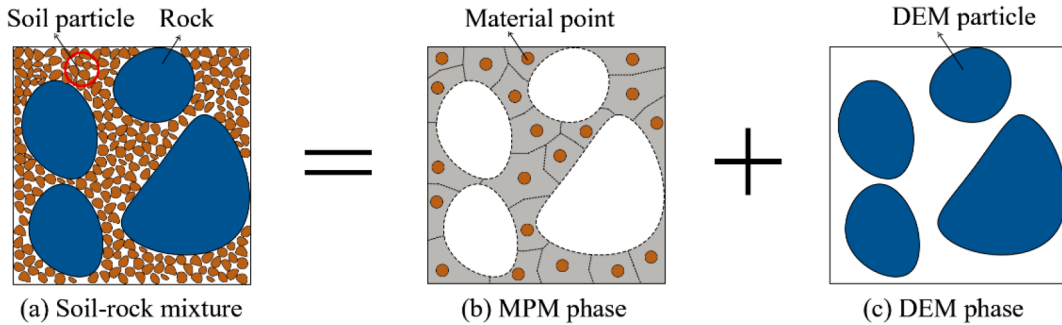 Soil particle
Rock
Material point
DEM particle
(a) Soil-rock mixture
(b) MPM phase
(c) DEM phase